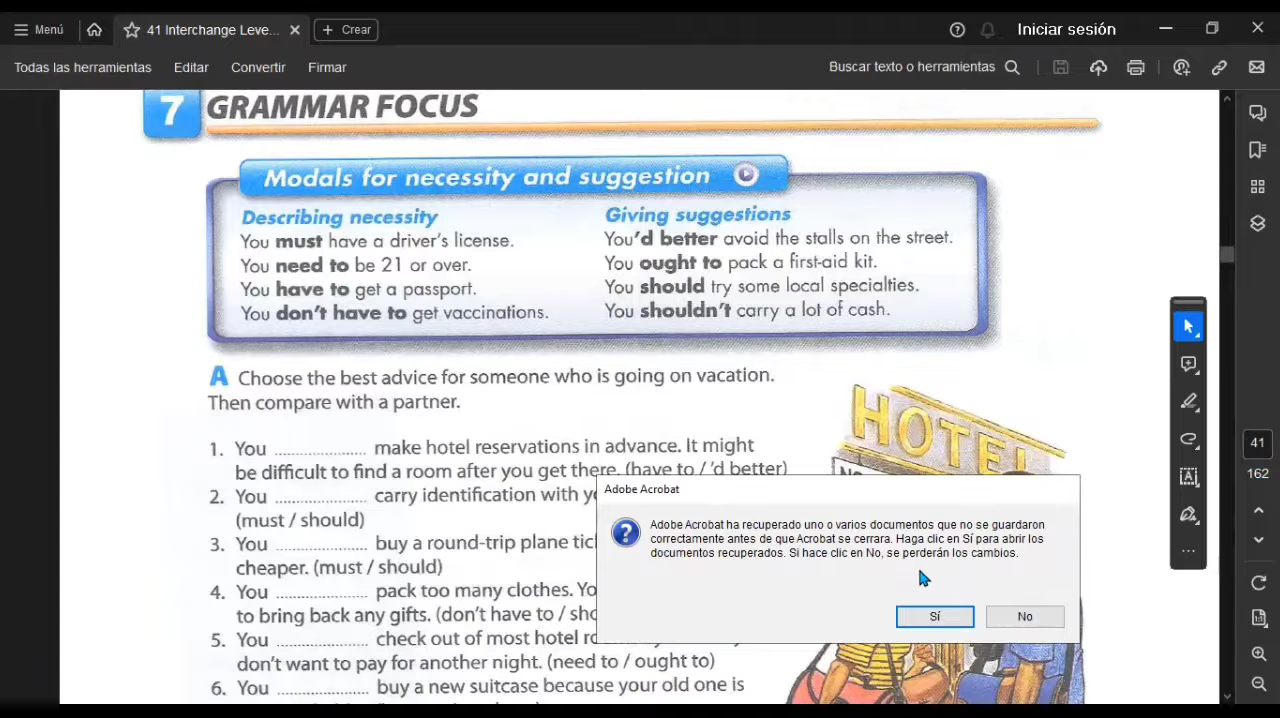 Menú
41 Interchange Leve...
Crear
Iniciar sesión
Todas las herramientas
Editar
Convertir
Firmar
Buscar texto o herramientas
7 GRAMMAR FOCUS
Modals for necessity and suggestion
Describing necessity
You must have a driver's license.
You need to be 21 or over.
You have to get a passport.
You don't have to get vaccinations.
Giving suggestions
You'd better avoid the stalls on the street.
You ought to pack a first-aid kit.
You should try some local specialties.
You shouldn't carry a lot of cash.
A Choose the best advice for someone who is going on vacation.
Then compare with a partner.
1. You .................... make hotel reservations in advance. It might
be difficult to find a room after you get there. (have to / 'd better)
2. You .................... carry identification with
(must / should)
3. You .................... buy a round-trip plane
cheaper. (must / should)
4. You .................... pack too many clothes.
to bring back any gifts. (don't have to /
5. You .................... check out of most hotel
don't want to pay for another night. (need to / ought to)
6. You .................... buy a new suitcase because your old one is
HOTEL
Adobe Acrobat
Adobe Acrobat ha recuperado uno o varios documentos que no se guardaron
correctamente antes de que Acrobat se cerrara. Haga clic en Sí para abrir los
documentos recuperados. Si hace clic en No, se perderán los cambios.
Sí
No
41
162